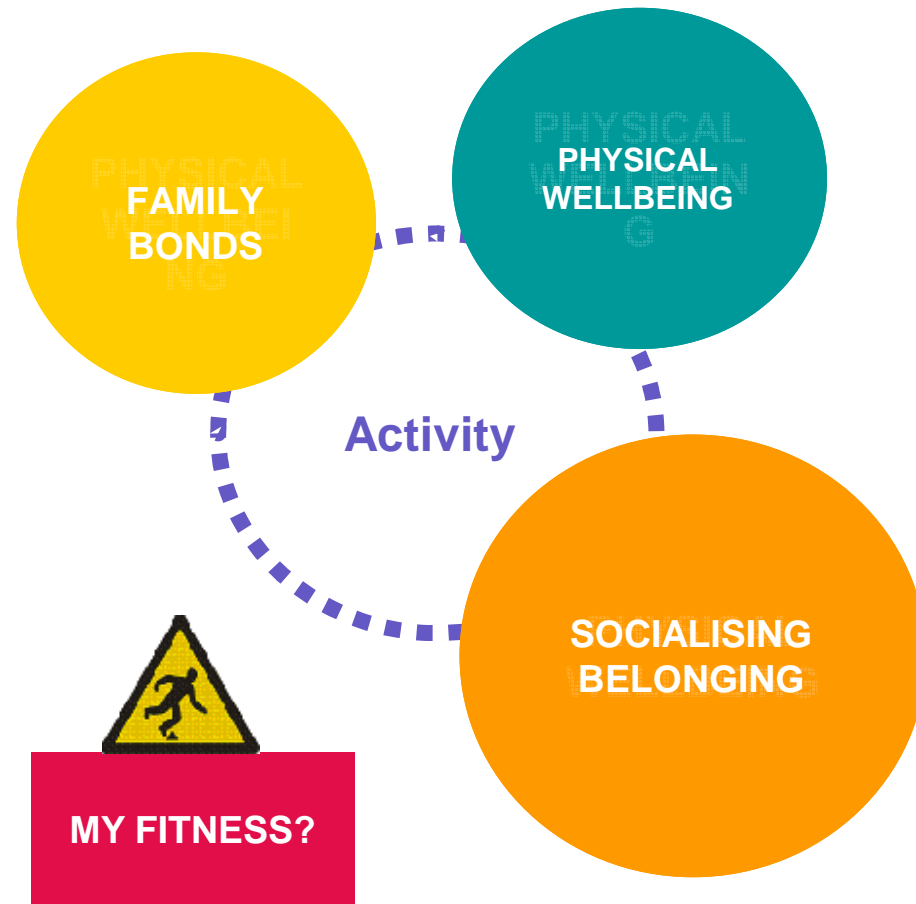 FAMILY
BONDS
PHYSICAL
WELLBEING
Activity
SOCIALISING
BELONGING
MY FITNESS?